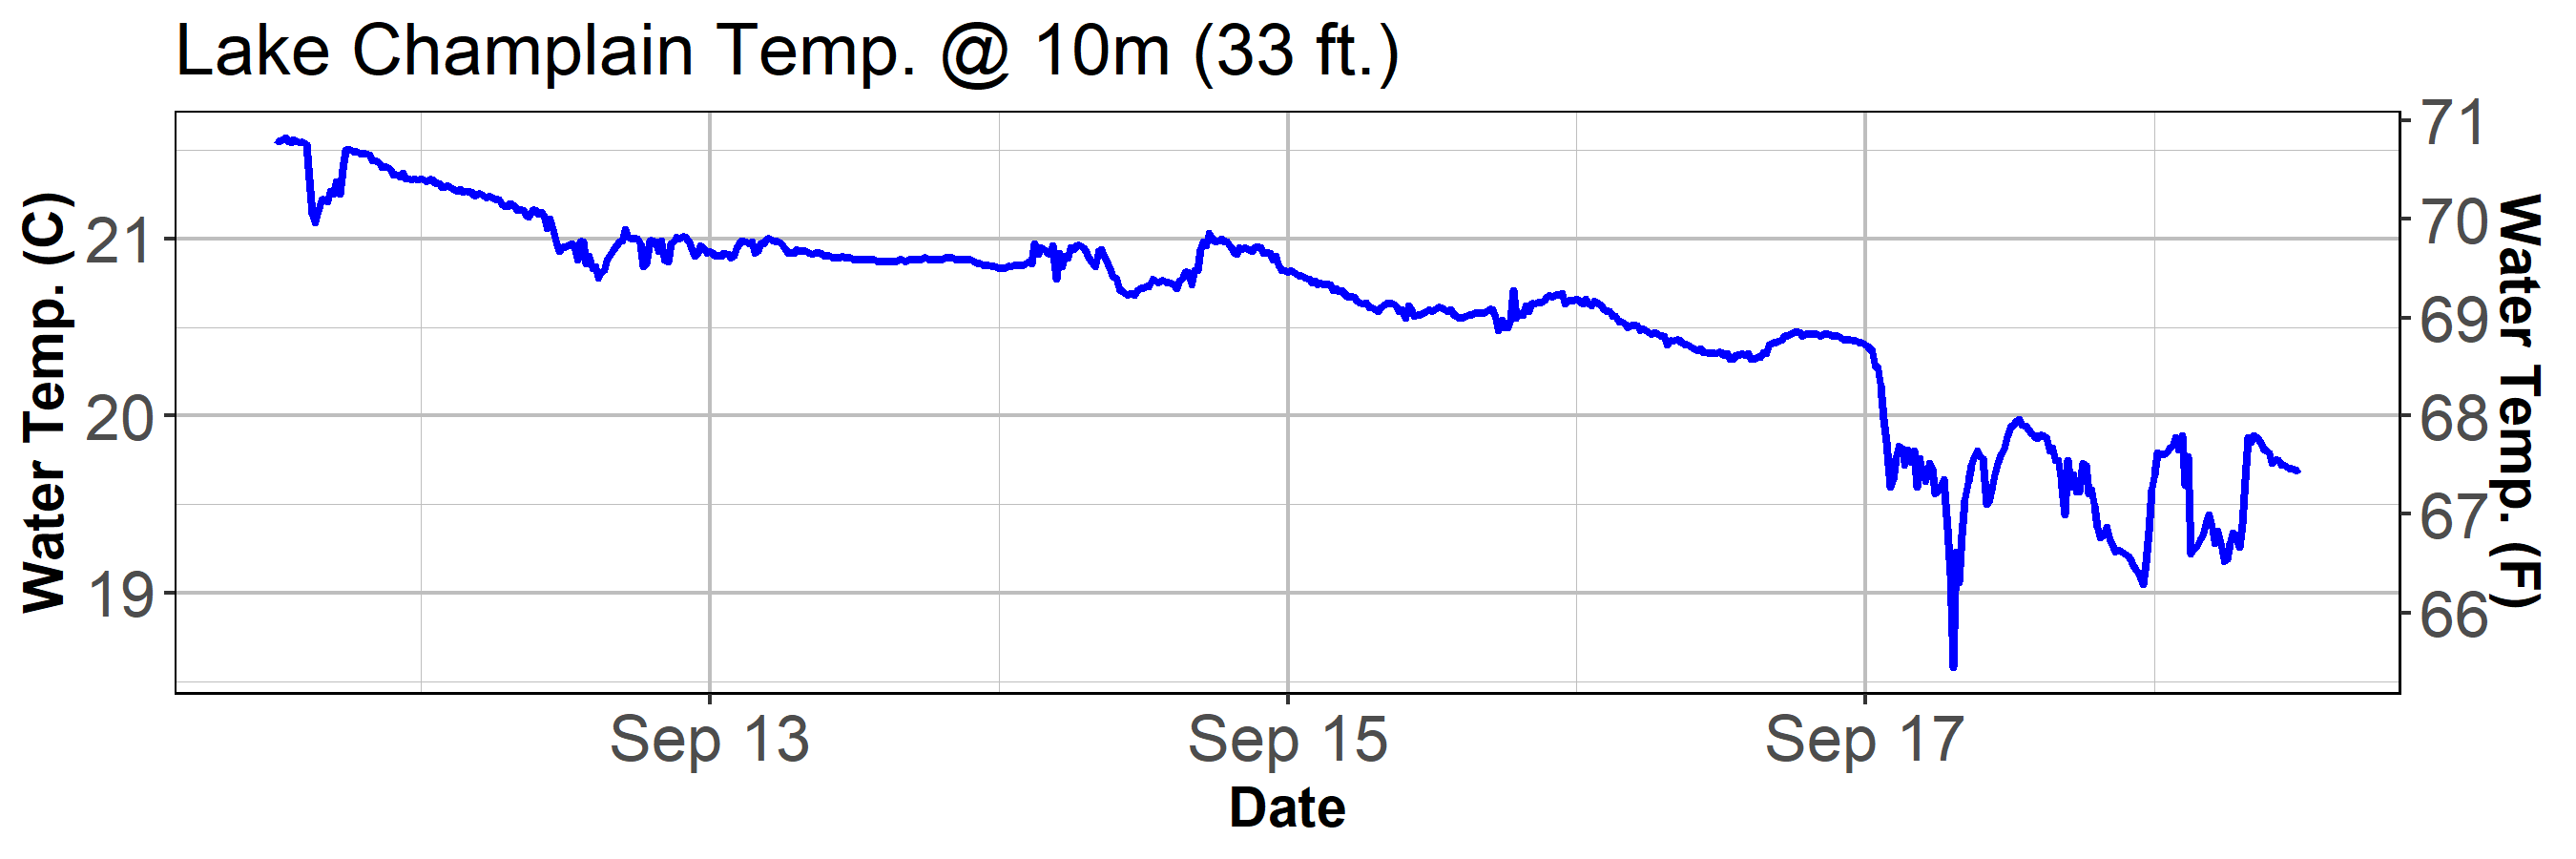 Lake Champlain Temp. @ 10m (33 ft.)
Water Temp. (C)
21
20
19
71
70
69
68
67
66
Water Temp. (F)
Sep 13
Sep 15
Sep 17
Date